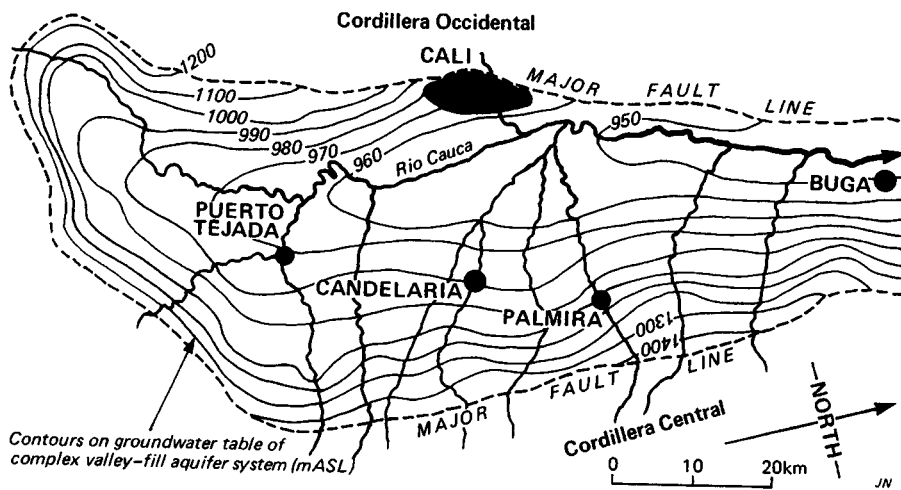 Cordillera Occidental
CALI
MAJOR FAULT LINE
1200
1100
1000
990
980
970
960
950
Rio Cauca
BUGA
PUERTO
TEJADA
CANDELARIA
PALMIRA
1300
1400
MAJOR FAULT LINE
Cordillera Central
—NORTH—
Contours on groundwater table of
complex valley-fill aquifer system (mASL)
0 10 20km
JN